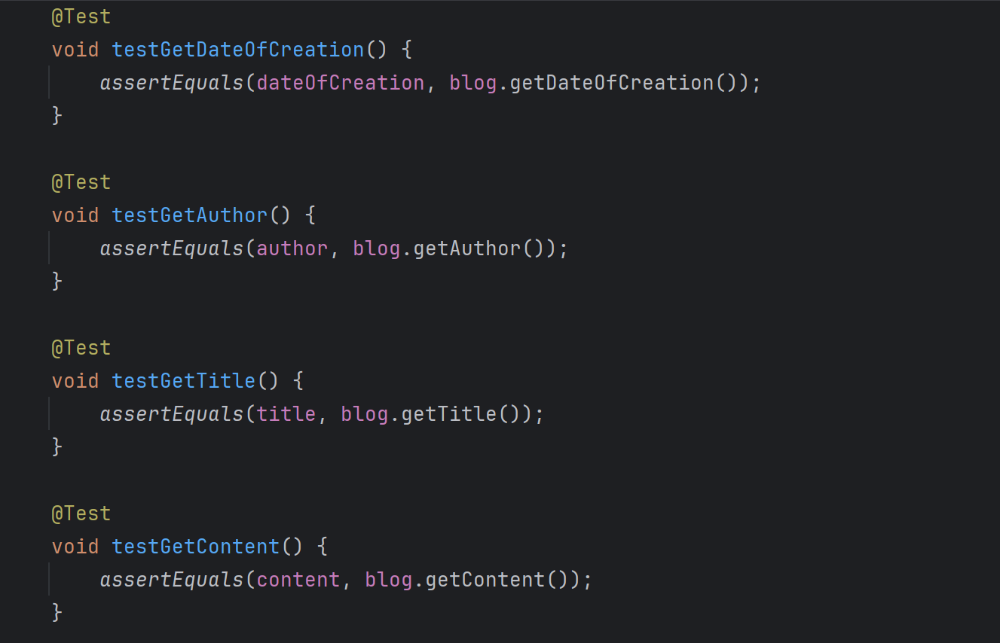 @Test
void testGetDateOfCreation() {
    assertEquals(dateOfCreation, blog.getDateOfCreation());
}
@Test
void testGetAuthor() {
    assertEquals(author, blog.getAuthor());
}
@Test
void testGetTitle() {
    assertEquals(title, blog.getTitle());
}
@Test
void testGetContent() {
    assertEquals(content, blog.getContent());
}